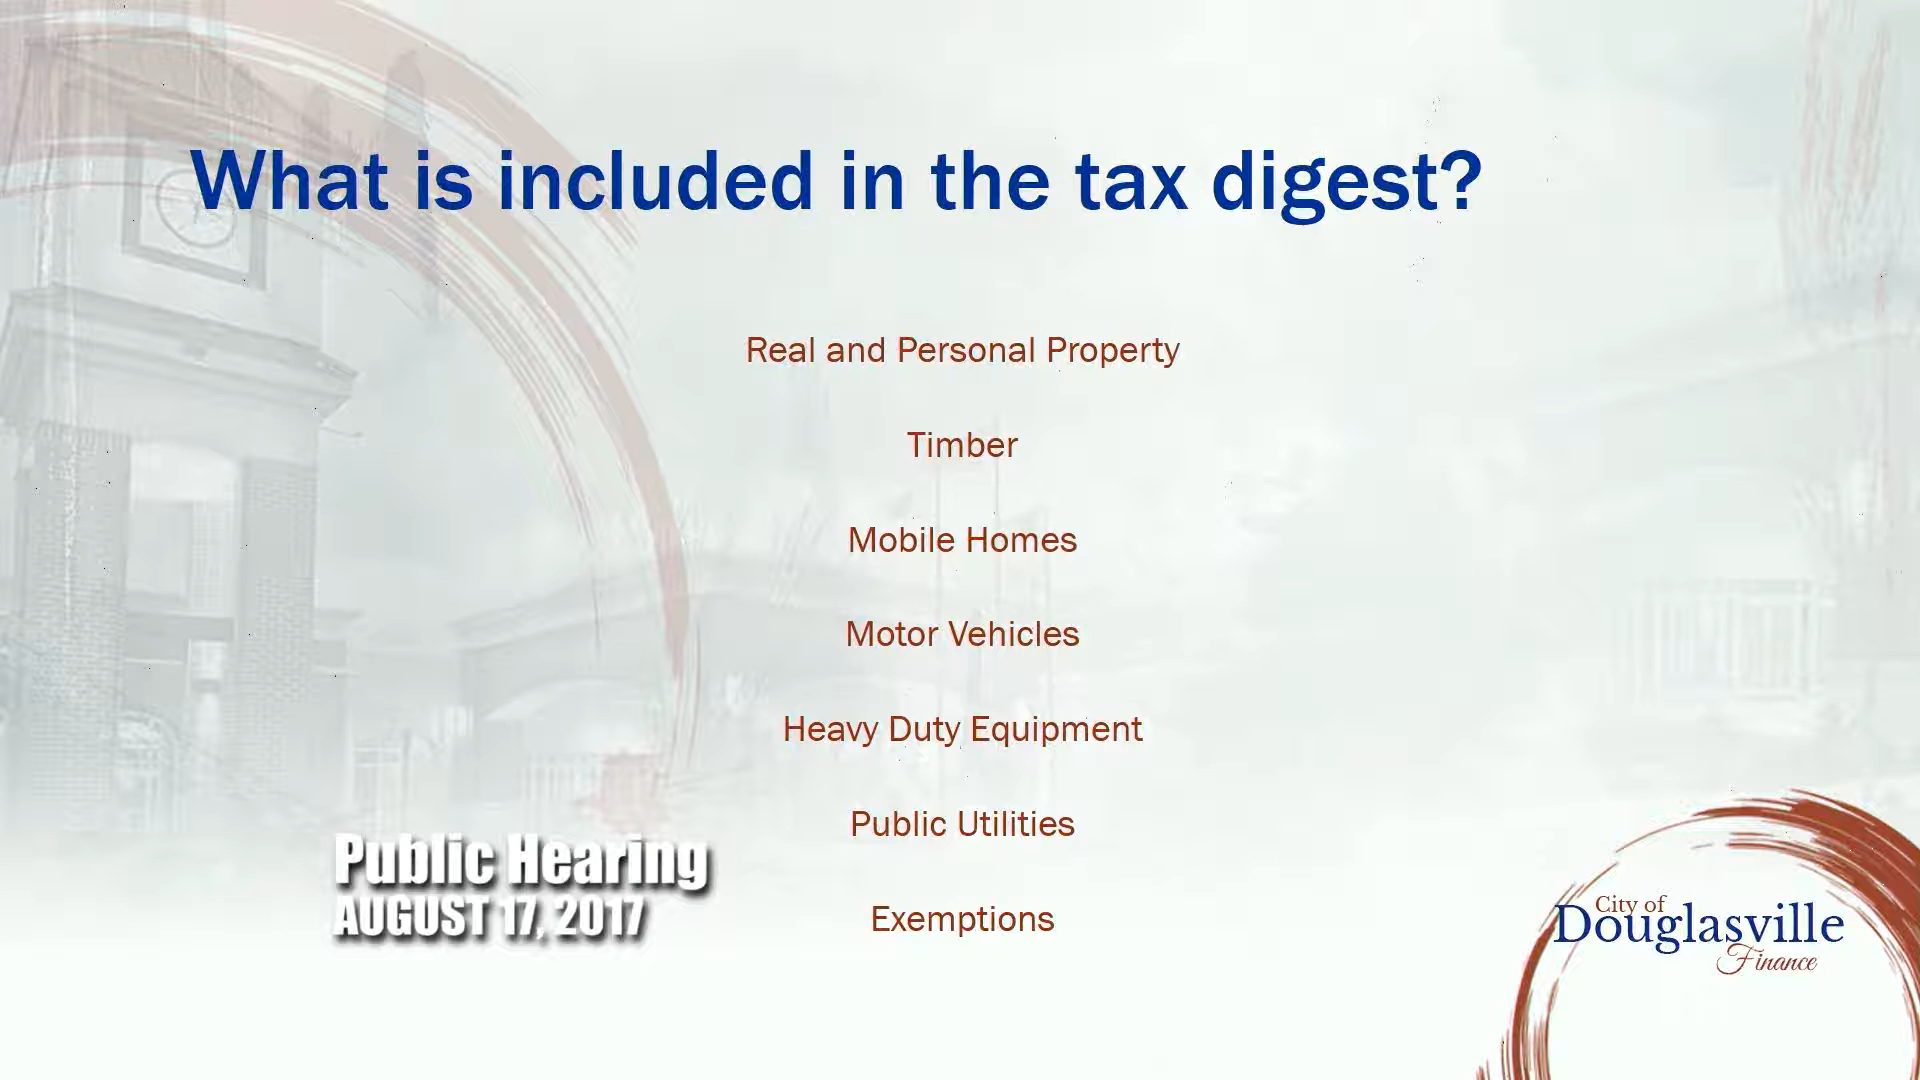 What is included in the tax digest?
Real and Personal Property
Timber
Mobile Homes
Motor Vehicles
Heavy Duty Equipment
Public Utilities
Exemptions
Public Hearing
AUGUST 17, 2017
City of
Douglasville
Finance